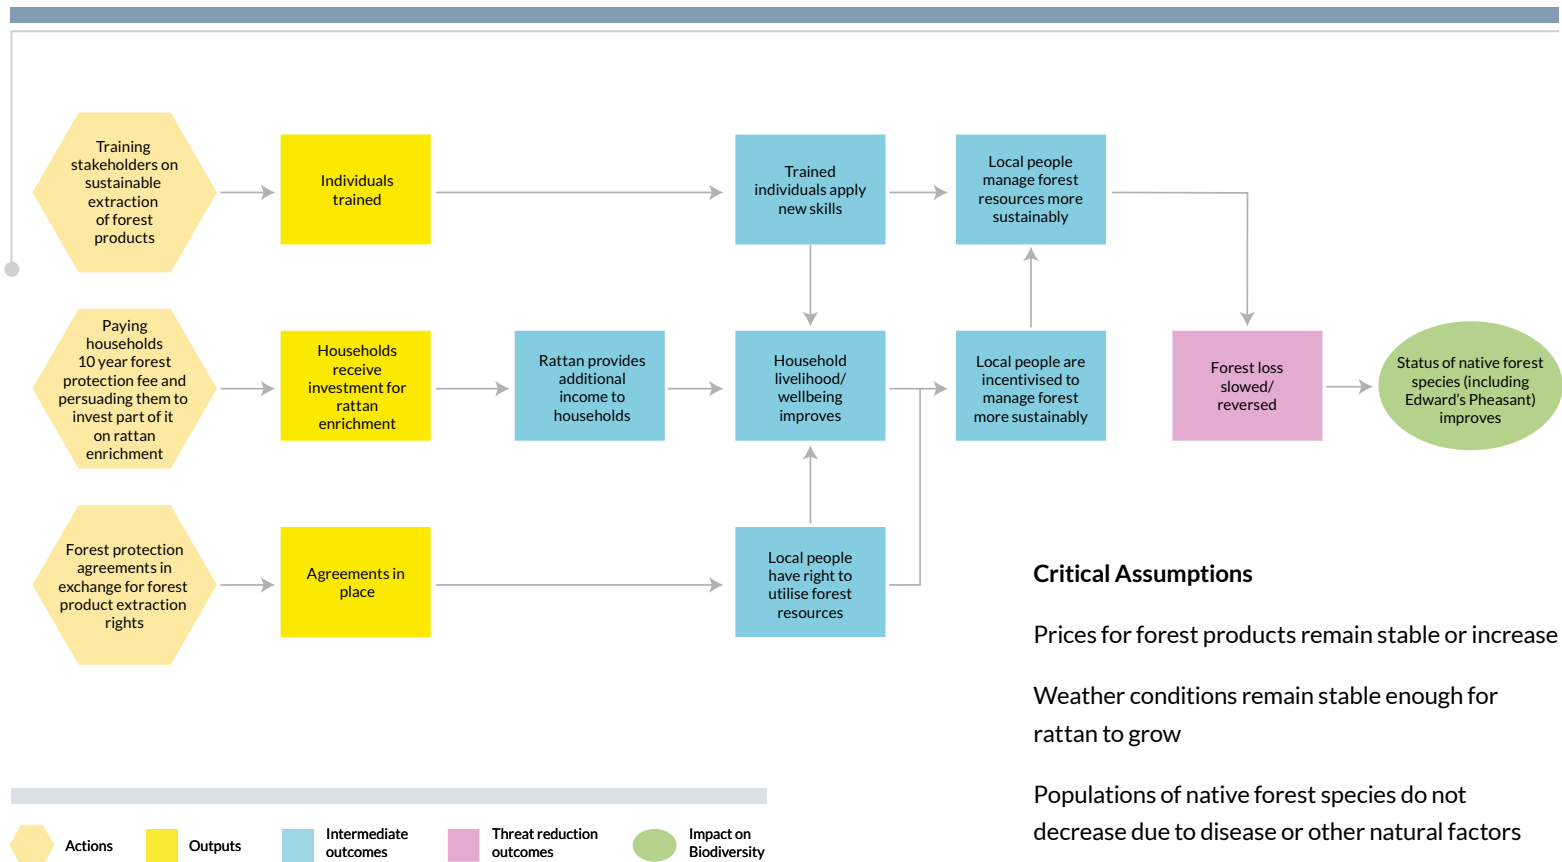 Training
stakeholders on
sustainable
extraction
of forest
products
Individuals
trained
Trained
individuals apply
new skills
Local people
manage forest
resources more
sustainably
Paying
households
10 year forest
protection fee and
persuading them to
invest part of it
on rattan
enrichment
Households
receive
investment for
rattan
enrichment
Rattan provides
additional
income to
households
Household
livelihood/
wellbeing
improves
Local people are
incentivised to
manage forest
more sustainably
Forest loss
slowed/
reversed
Status of native forest
species (including
Edward's Pheasant)
improves
Forest protection
agreements in
exchange for forest
product extraction
rights
Agreements in
place
Local people
have right to
utilise forest
resources
Critical Assumptions
Prices for forest products remain stable or increase
Weather conditions remain stable enough for
rattan to grow
Populations of native forest species do not
decrease due to disease or other natural factors
Actions
Outputs
Intermediate
outcomes
Threat reduction
outcomes
Impact on
Biodiversity